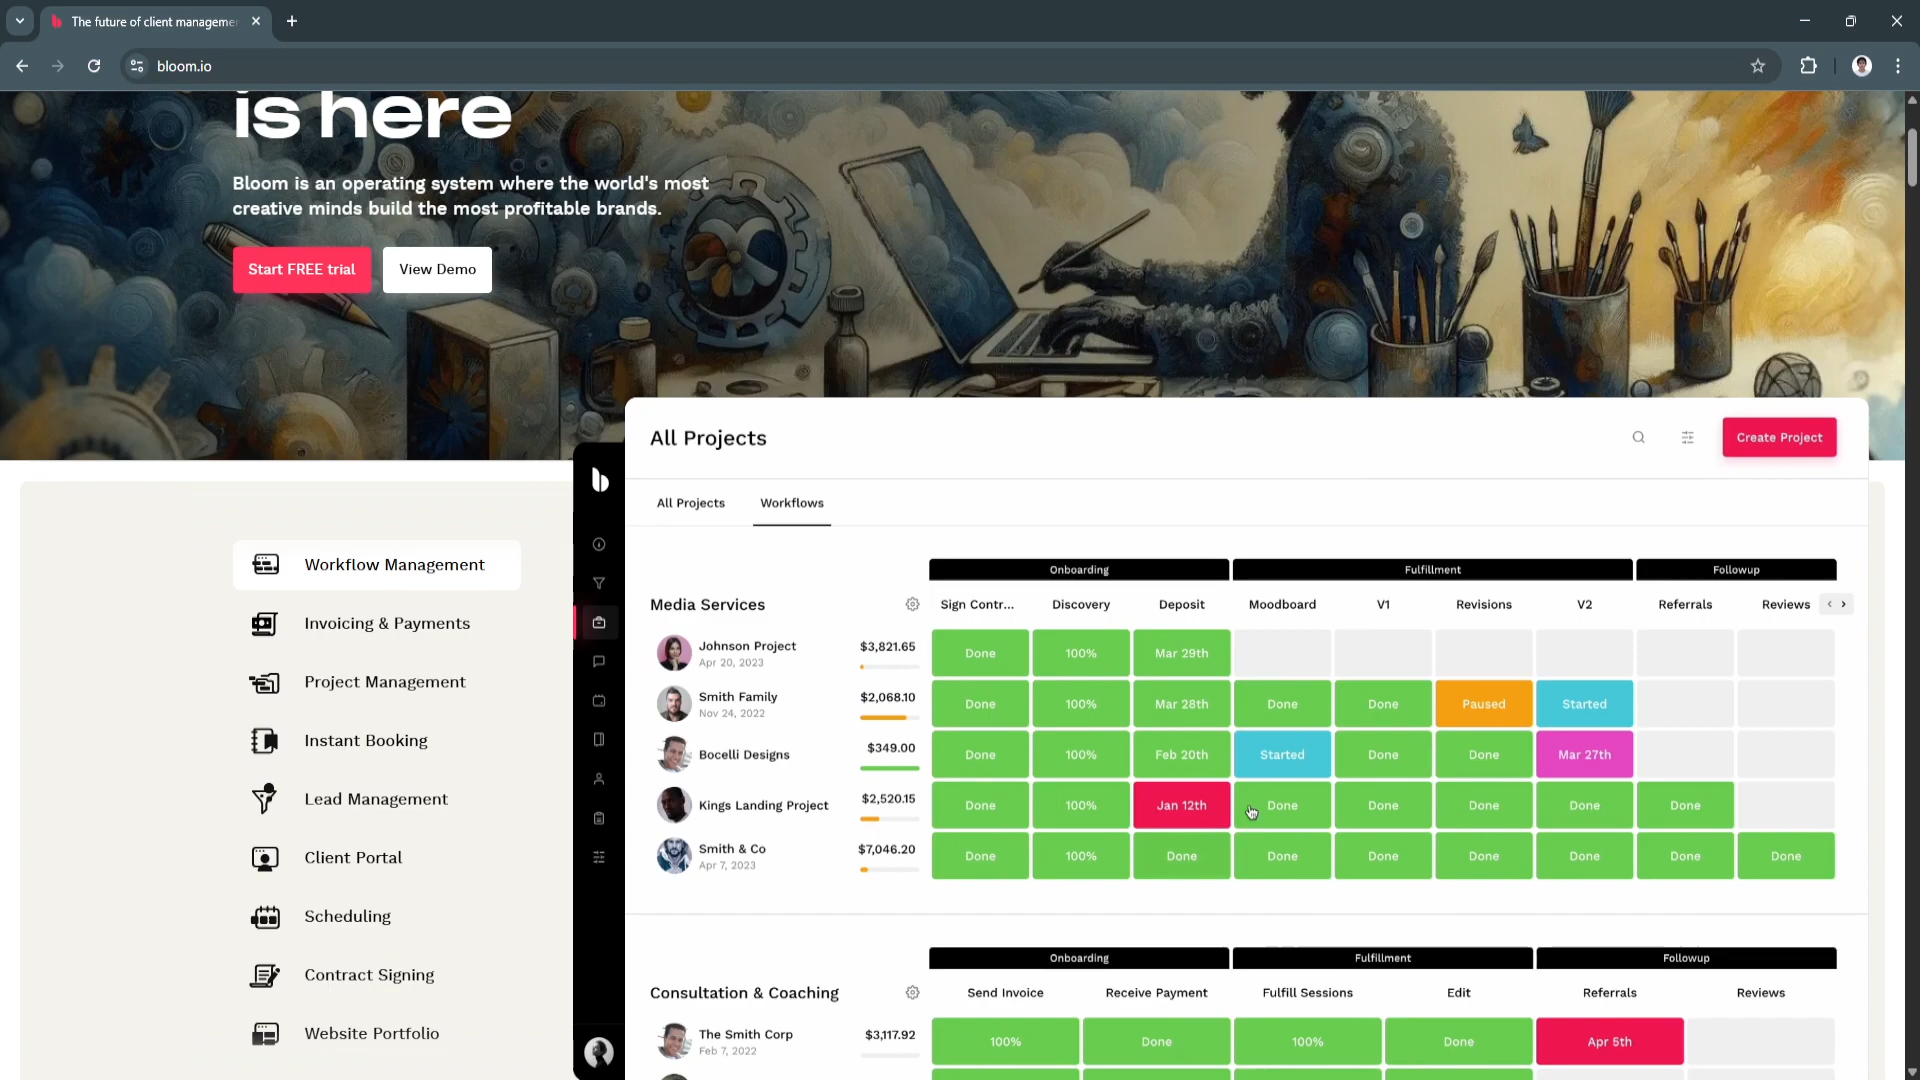 The future of client manageme
bloom.io
is here
Bloom is an operating system where the world's most
creative minds build the most profitable brands.
Start FREE trial
View Demo
All Projects
Create Project
All Projects
Workflows
Workflow Management
Invoicing & Payments
Project Management
Instant Booking
Lead Management
Client Portal
Scheduling
Contract Signing
Website Portfolio
Onboarding Fulfillment Followup
Media Services Sign Contr... Discovery Deposit Moodboard V1 Revisions V2 Referrals Reviews
Johnson Project $3,821.65 Done 100% Mar 29th
Apr 20, 2023
Smith Family $2,068.10 Done 100% Mar 28th Done Done Paused Started
Nov 24, 2022
Bocelli Designs $349.00 Done 100% Feb 20th Started Done Done Mar 27th
Kings Landing Project $2,520.15 Done 100% Jan 12th Done Done Done Done Done
Smith & Co $7,046.20 Done 100% Done Done Done Done Done Done Done
Apr 7, 2023
Onboarding Fulfillment Followup
Consultation & Coaching Send Invoice Receive Payment Fulfill Sessions Edit Referrals Reviews
The Smith Corp $3,117.92 100% Done 100% Done Apr 5th
Feb 7, 2022